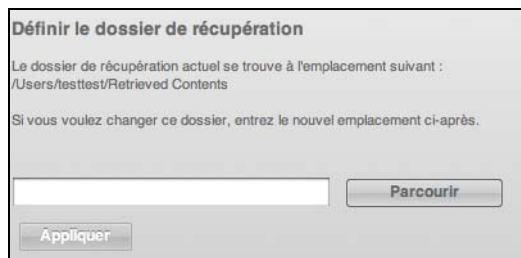 Définir le dossier de récupération
Le dossier de récupération actuel se trouve à l'emplacement suivant :
/Users/testtest/Retrieved Contents
Si vous voulez changer ce dossier, entrez le nouvel emplacement ci-après.
Parcourir
Appliquer